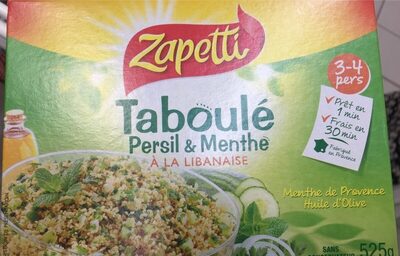 Zapetti
3-4
pers
Taboulé
Persil & Menthe
À LA LIBANAISE
Prêt en
1 min
Frais en
30 min
Fabriqué
en Provence
Menthe de Provence
Huile d'Olive
SANS
525g